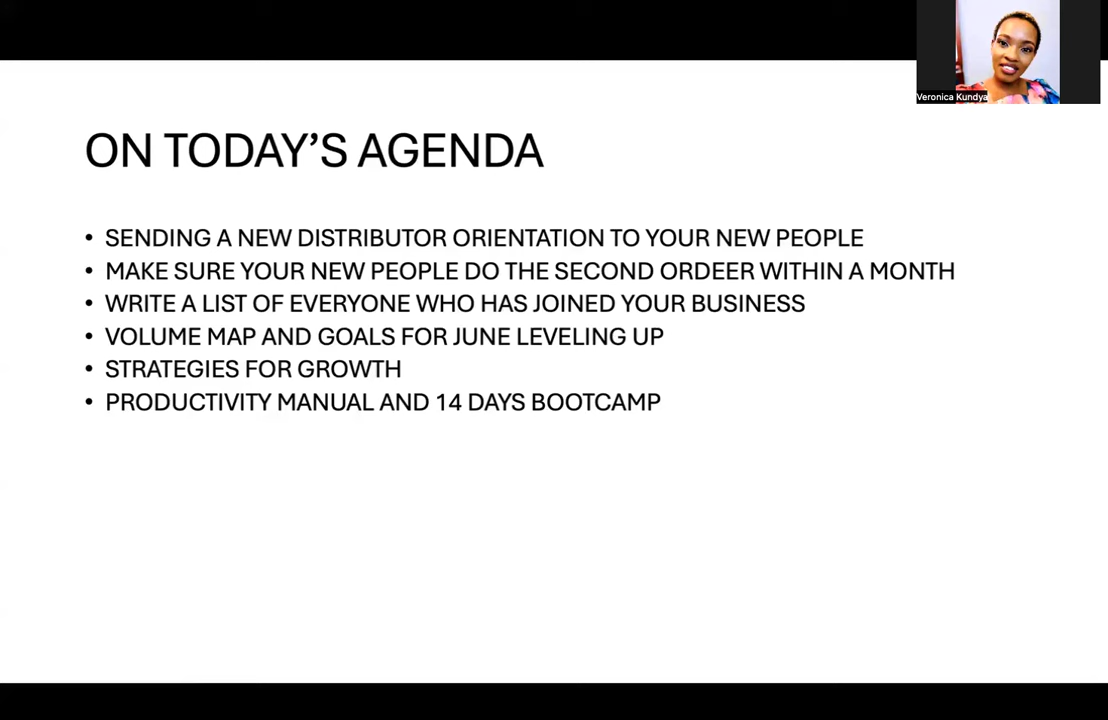 Veronica Kundya
ON TODAY’S AGENDA
• SENDING A NEW DISTRIBUTOR ORIENTATION TO YOUR NEW PEOPLE
• MAKE SURE YOUR NEW PEOPLE DO THE SECOND ORDEER WITHIN A MONTH
• WRITE A LIST OF EVERYONE WHO HAS JOINED YOUR BUSINESS
• VOLUME MAP AND GOALS FOR JUNE LEVELING UP
• STRATEGIES FOR GROWTH
• PRODUCTIVITY MANUAL AND 14 DAYS BOOTCAMP